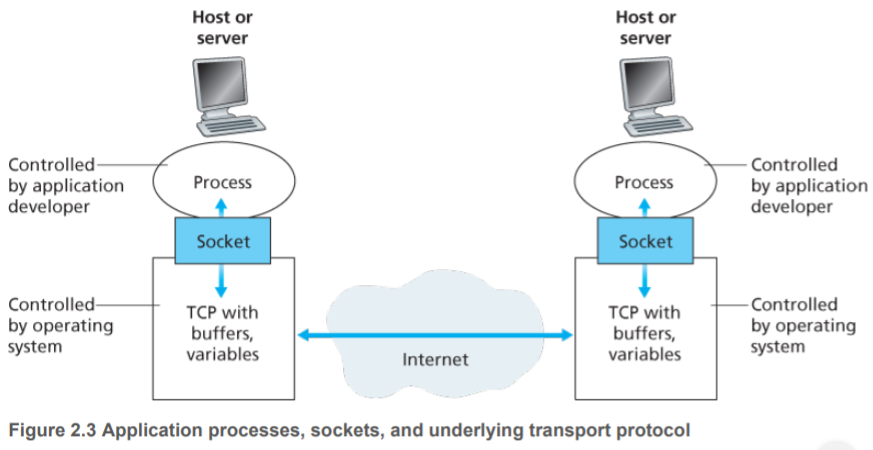 Host or
server
Host or
server
Controlled
by application
developer
Process
Process
Controlled
by application
developer
Socket
Socket
Controlled
by operating
system
TCP with
buffers,
variables
Internet
TCP with
buffers,
variables
Controlled
by operating
system
Figure 2.3 Application processes, sockets, and underlying transport protocol